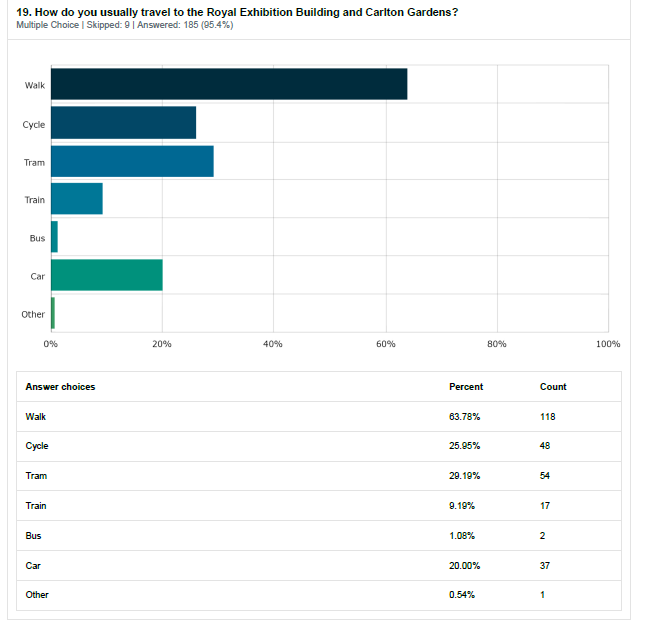 19. How do you usually travel to the Royal Exhibition Building and Carlton Gardens?
Multiple Choice | Skipped: 9 | Answered: 185 (95.4%)
Walk
Cycle
Tram
Train
Bus
Car
Other
0% 20% 40% 60% 80% 100%
Answer choices Percent Count
Walk 63.78% 118
Cycle 25.95% 48
Tram 29.19% 54
Train 9.19% 17
Bus 1.08% 2
Car 20.00% 37
Other 0.54% 1